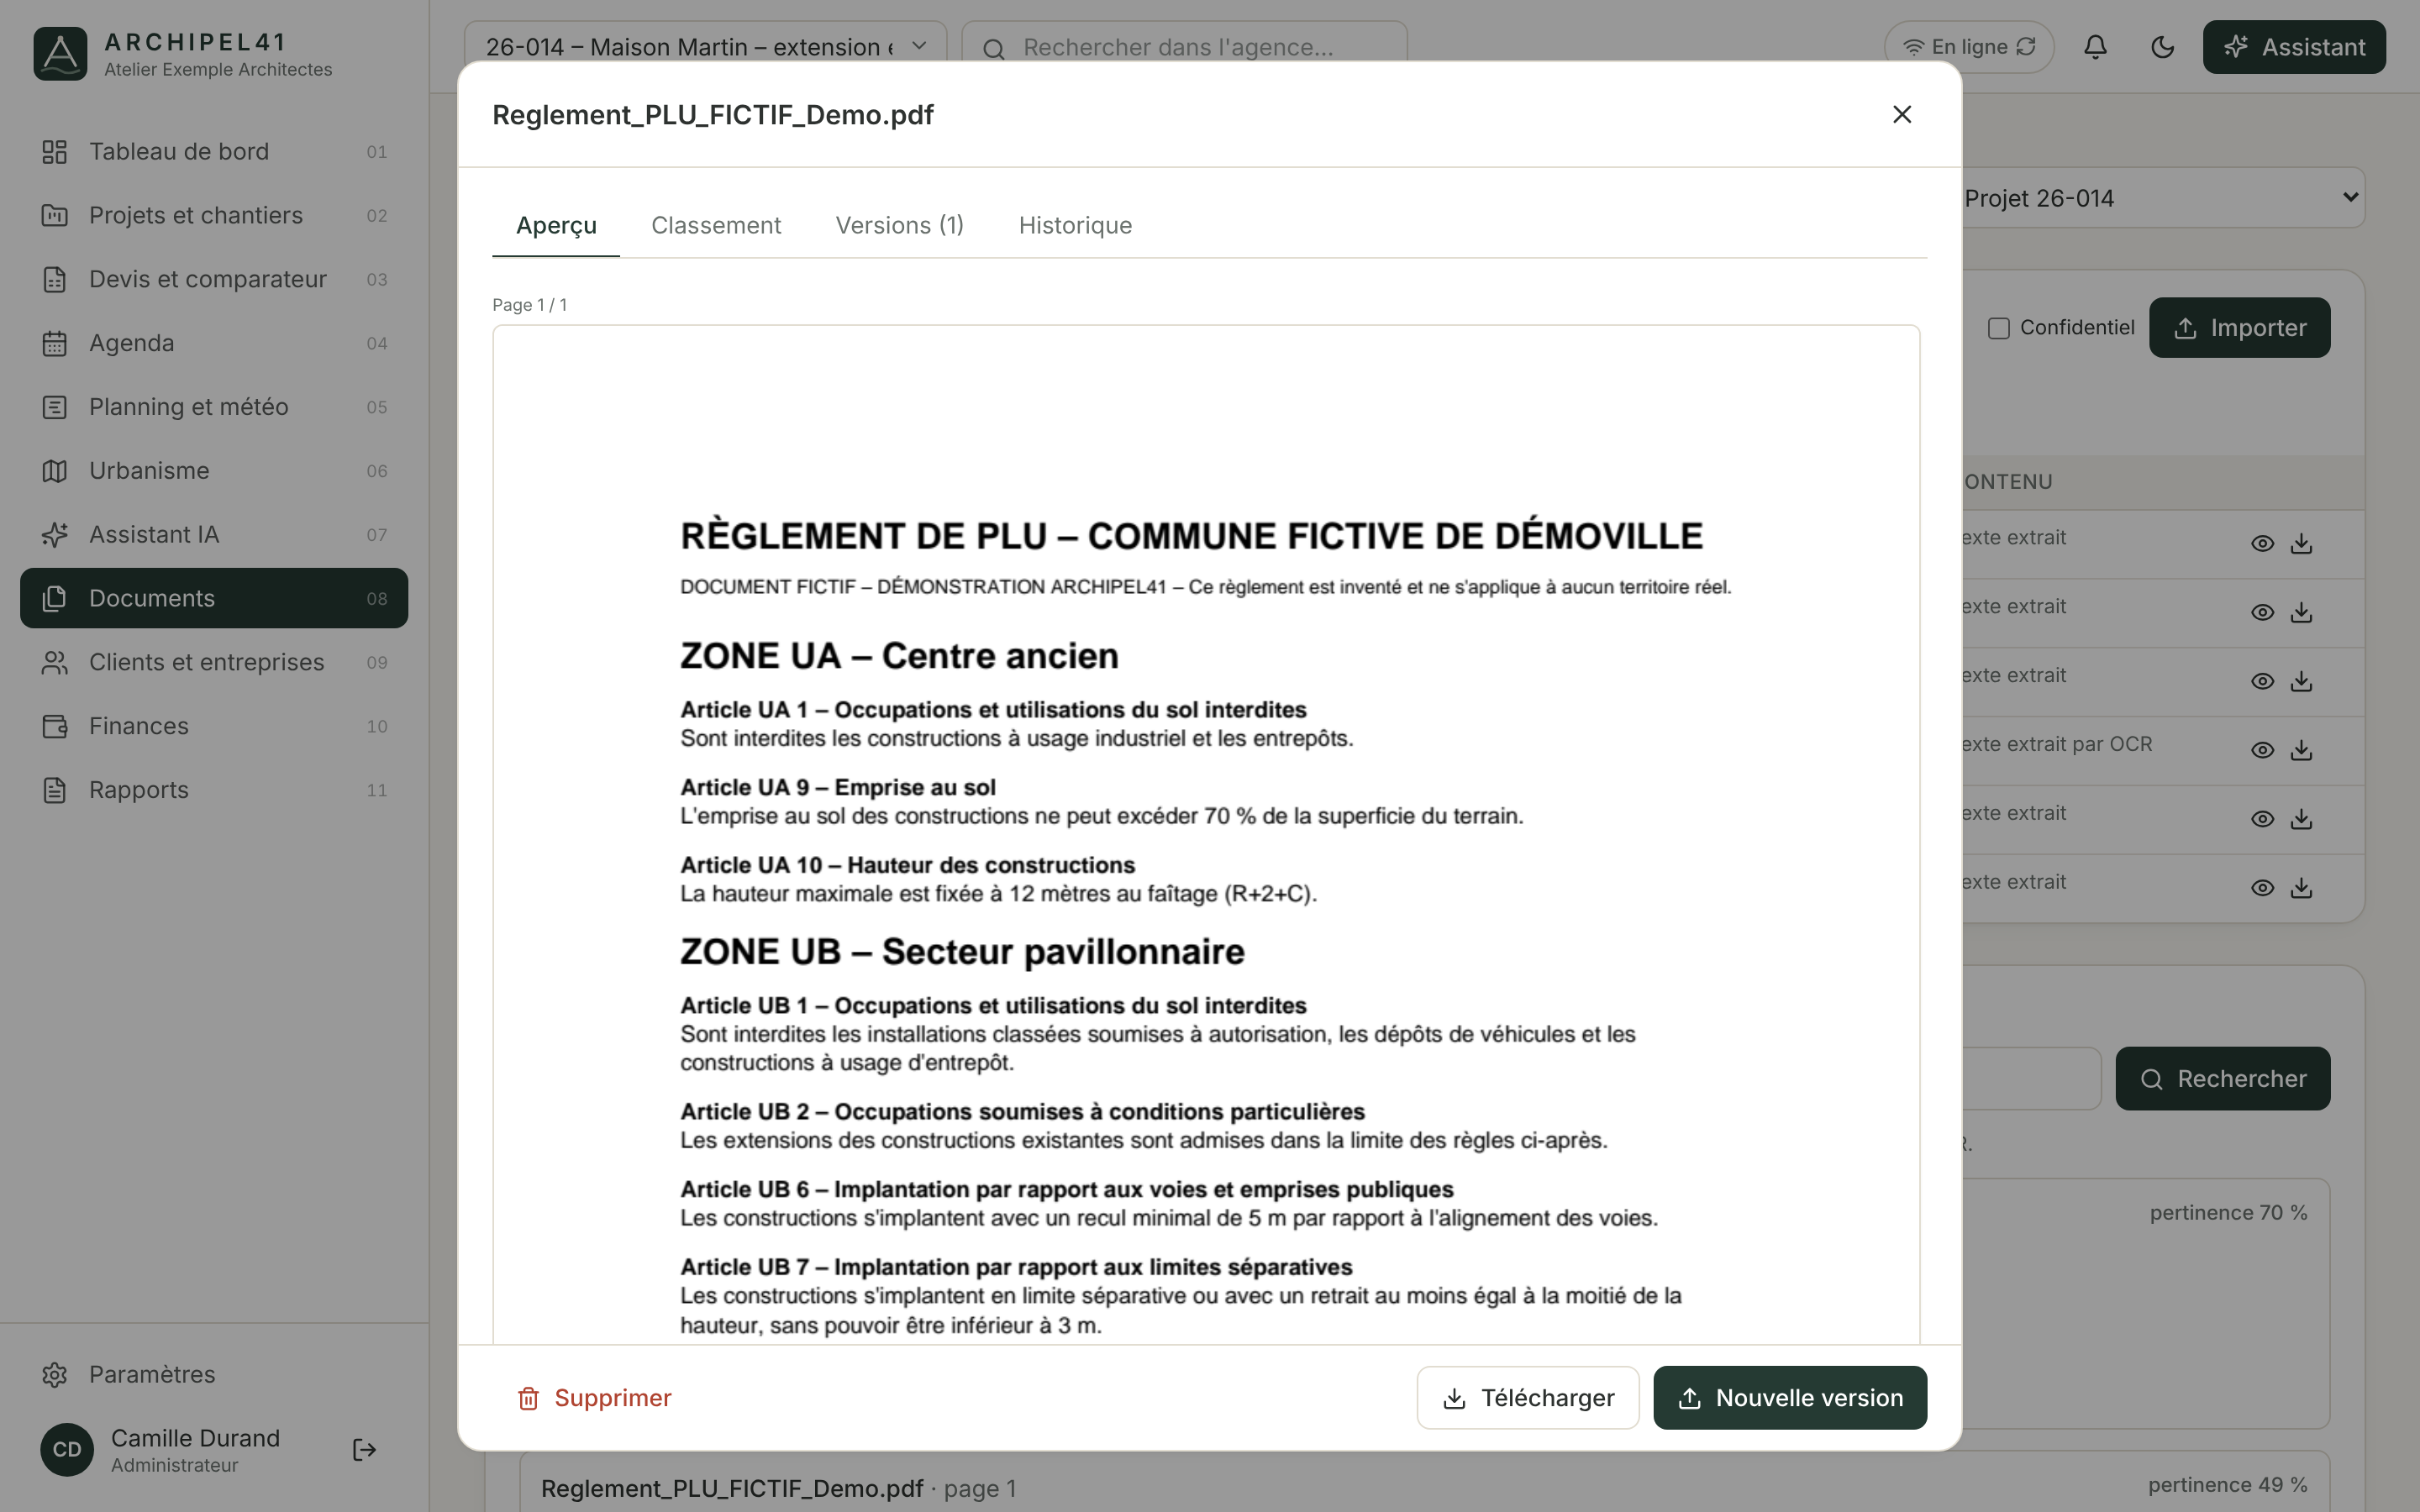 ARCHIPEL41
Atelier Exemple Architectes
Tableau de bord 01
Projets et chantiers 02
Devis et comparateur 03
Agenda 04
Planning et météo 05
Urbanisme 06
Assistant IA 07
Documents 08
Clients et entreprises 09
Finances 10
Rapports 11
Paramètres
CD
Camille Durand
Administrateur
26-014 – Maison Martin – extension
Rechercher dans l'agence...
En ligne
Assistant
Reglement_PLU_FICTIF_Demo.pdf
Aperçu Classement Versions (1) Historique
Page 1 / 1
RÈGLEMENT DE PLU – COMMUNE FICTIVE DE DÉMOVILLE
DOCUMENT FICTIF – DÉMONSTRATION ARCHIPEL41 – Ce règlement est inventé et ne s'applique à aucun territoire réel.
ZONE UA – Centre ancien
Article UA 1 – Occupations et utilisations du sol interdites
Sont interdites les constructions à usage industriel et les entrepôts.
Article UA 9 – Emprise au sol
L'emprise au sol des constructions ne peut excéder 70 % de la superficie du terrain.
Article UA 10 – Hauteur des constructions
La hauteur maximale est fixée à 12 mètres au faîtage (R+2+C).
ZONE UB – Secteur pavillonnaire
Article UB 1 – Occupations et utilisations du sol interdites
Sont interdites les installations classées soumises à autorisation, les dépôts de véhicules et les
constructions à usage d'entrepôt.
Article UB 2 – Occupations soumises à conditions particulières
Les extensions des constructions existantes sont admises dans la limite des règles ci-après.
Article UB 6 – Implantation par rapport aux voies et emprises publiques
Les constructions s'implantent avec un recul minimal de 5 m par rapport à l'alignement des voies.
Article UB 7 – Implantation par rapport aux limites séparatives
Les constructions s'implantent en limite séparative ou avec un retrait au moins égal à la moitié de la
hauteur, sans pouvoir être inférieur à 3 m.
Supprimer
Télécharger
Nouvelle version
Projet 26-014
Confidentiel
Importer
ONTENU
exte extrait
exte extrait
exte extrait
exte extrait par OCR
exte extrait
exte extrait
Rechercher
R.
pertinence 70 %
Reglement_PLU_FICTIF_Demo.pdf · page 1
pertinence 49 %